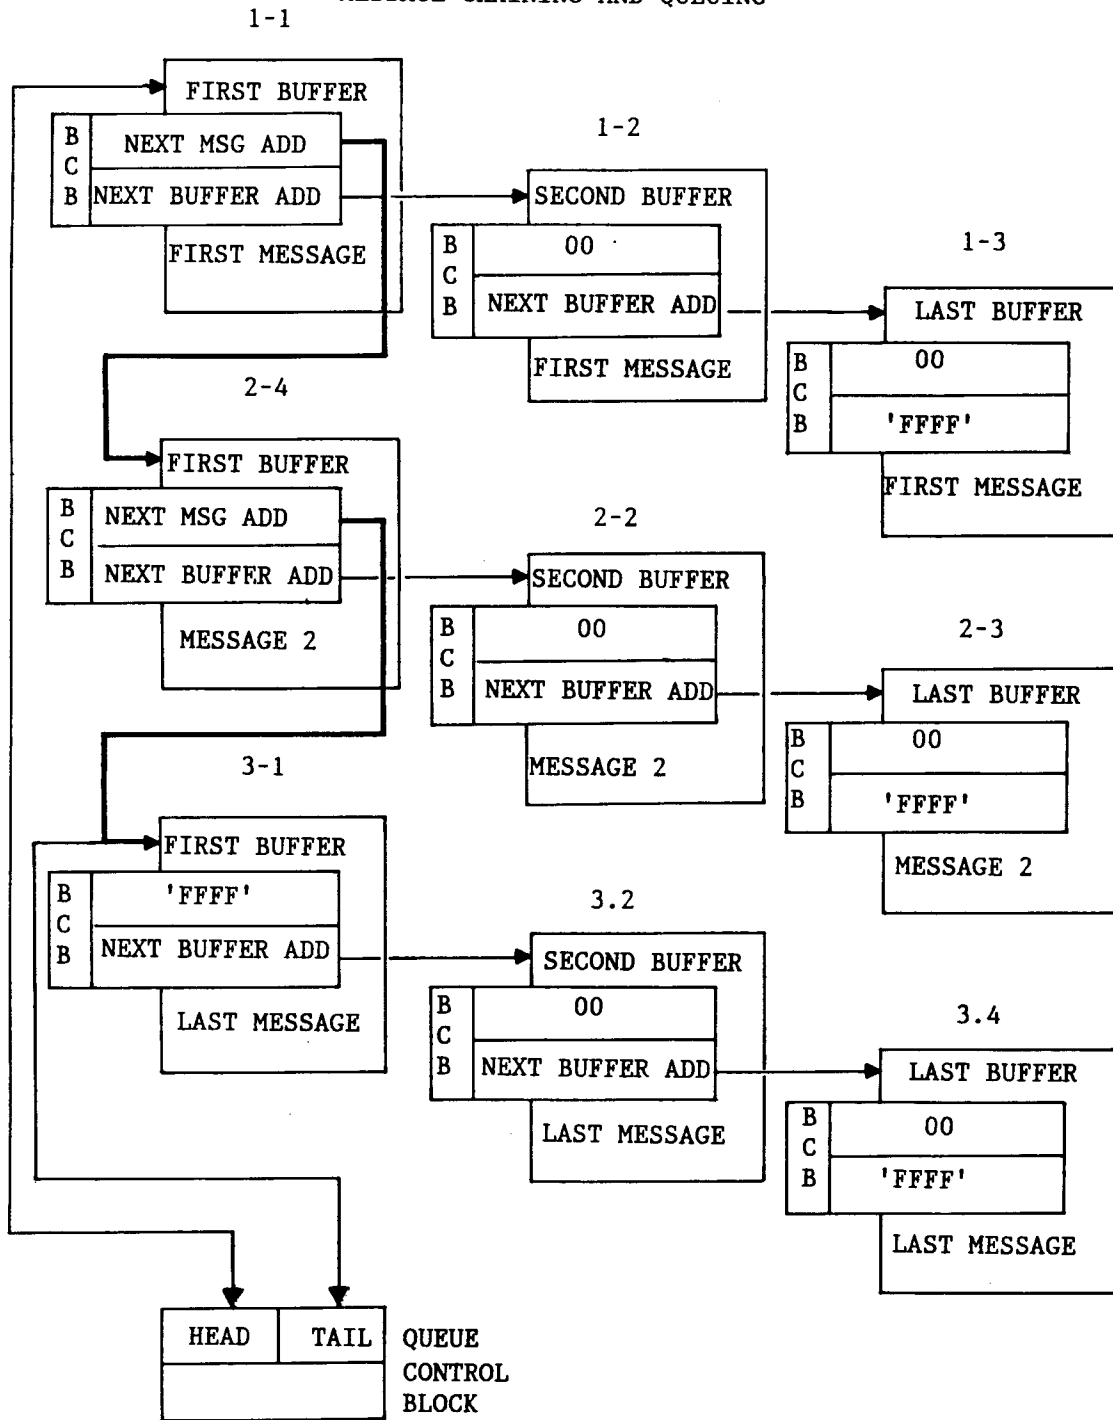 1-1
FIRST BUFFER
B
C
B
NEXT MSG ADD
NEXT BUFFER ADD
FIRST MESSAGE
1-2
SECOND BUFFER
B
C
B
00
NEXT BUFFER ADD
FIRST MESSAGE
1-3
LAST BUFFER
B
C
B
00
'FFFF'
FIRST MESSAGE
2-4
FIRST BUFFER
B
C
B
NEXT MSG ADD
NEXT BUFFER ADD
MESSAGE 2
2-2
SECOND BUFFER
B
C
B
00
NEXT BUFFER ADD
MESSAGE 2
2-3
LAST BUFFER
B
C
B
00
'FFFF'
MESSAGE 2
3-1
FIRST BUFFER
B
C
B
'FFFF'
NEXT BUFFER ADD
LAST MESSAGE
3.2
SECOND BUFFER
B
C
B
00
NEXT BUFFER ADD
LAST MESSAGE
3.4
LAST BUFFER
B
C
B
00
'FFFF'
LAST MESSAGE
HEAD
TAIL
QUEUE
CONTROL
BLOCK